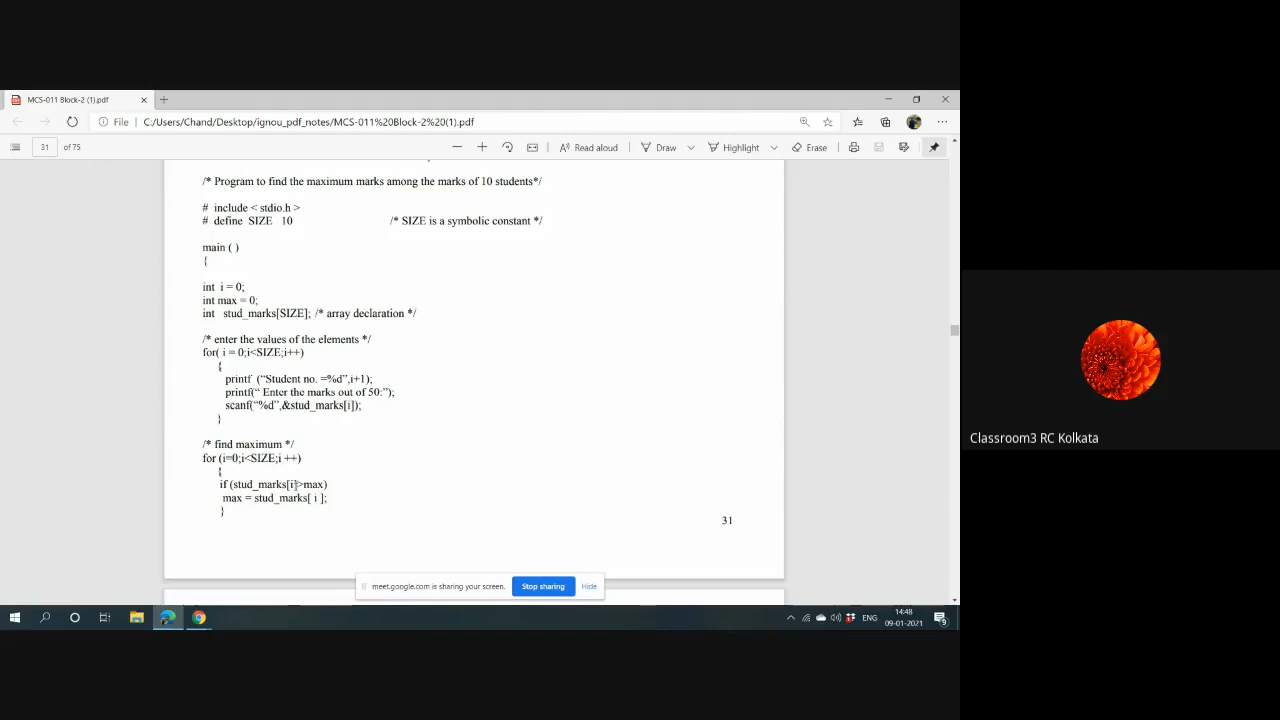 MCS-011 Block-2 (1).pdf
File
C:/Users/Chand/Desktop/ignou_pdf_notes/MCS-011%20Block-2%20(1).pdf
31 of 75
Read aloud
Draw
Highlight
Erase
/* Program to find the maximum marks among the marks of 10 students*/
# include < stdio.h >
# define SIZE 10 /* SIZE is a symbolic constant */
main ( )
{
int i = 0;
int max = 0;
int stud_marks[SIZE]; /* array declaration */
/* enter the values of the elements */
for( i = 0;i<SIZE;i++)
{
printf (“Student no. =%d”,i+1);
printf(“ Enter the marks out of 50:”);
scanf(“%d”,&stud_marks[i]);
}
/* find maximum */
for (i=0;i<SIZE;i ++)
{
if (stud_marks[i]>max)
max = stud_marks[ i ];
}
31
meet.google.com is sharing your screen.
Stop sharing
Hide
Classroom3 RC Kolkata
ENG
14:48
09-01-2021
9